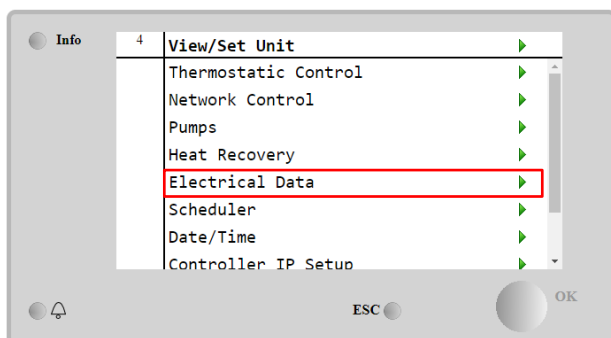 Info
4 View/Set Unit
Thermostatic Control
Network Control
Pumps
Heat Recovery
Electrical Data
Scheduler
Date/Time
Controller IP Setup
ESC
OK